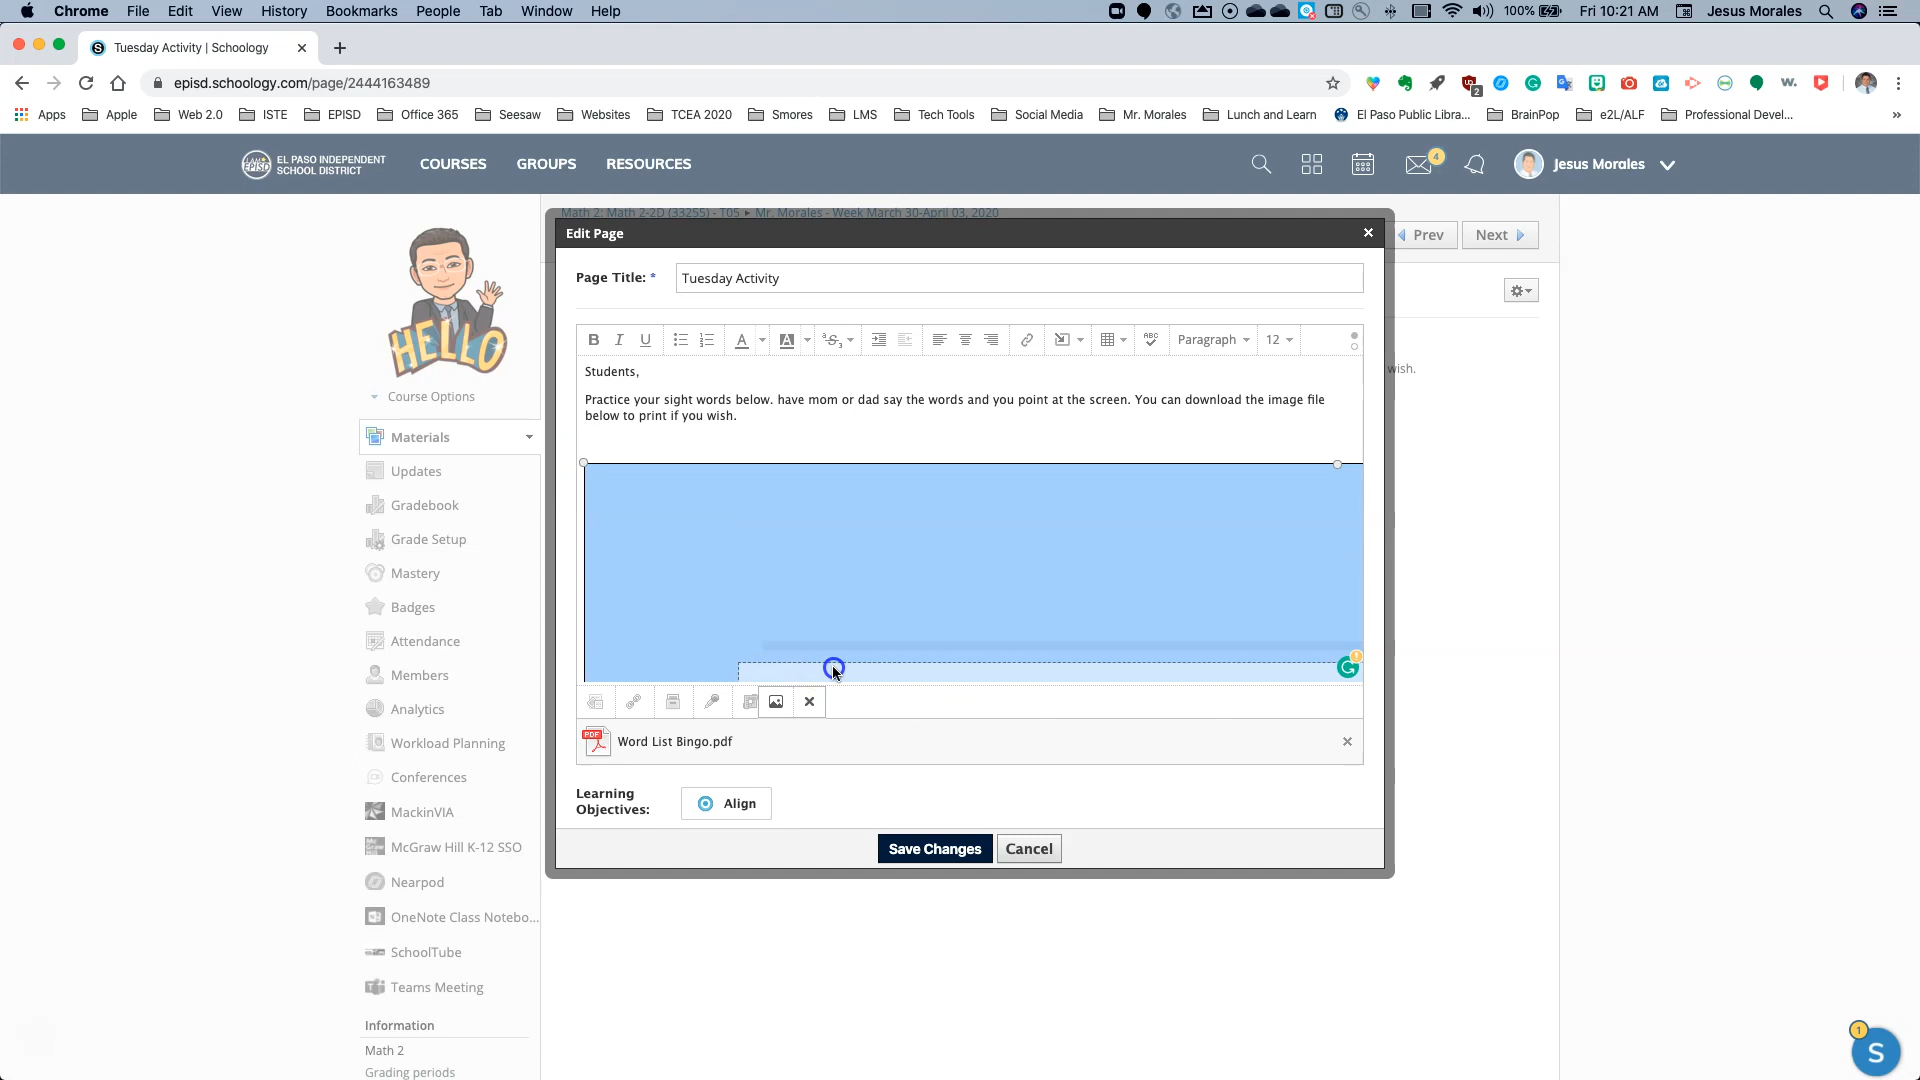 Chrome File Edit View History Bookmarks People Tab Window Help 100% Fri 10:21 AM Jesus Morales
Tuesday Activity | Schoology
episd.schoology.com/page/2444163489 2
Apps Apple Web 2.0 ISTE EPISD Office 365 Seesaw Websites TCEA 2020 Smores LMS Tech Tools Social Media Mr. Morales Lunch and Learn El Paso Public Libra... BrainPop e2L/ALF Professional Devel... »
EL PASO INDEPENDENT
SCHOOL DISTRICT
COURSES GROUPS RESOURCES 4 Jesus Morales
Math 2: Math 2-2D (33255) - T05 ▸ Mr. Morales - Week March 30-April 03, 2020
Edit Page
Prev Next
Page Title: * Tuesday Activity
B I U A A S Paragraph 12
ABC
Students,
wish.
Practice your sight words below. have mom or dad say the words and you point at the screen. You can download the image file
below to print if you wish.
PDF Word List Bingo.pdf
Learning
Objectives:
Align
Save Changes Cancel
HELLO
Course Options
Materials
Updates
Gradebook
Grade Setup
Mastery
Badges
Attendance
Members
Analytics
Workload Planning
Conferences
MackinVIA
McGraw Hill K-12 SSO
Nearpod
OneNote Class Notebo...
SchoolTube
Teams Meeting
Information
Math 2
Grading periods
1
S